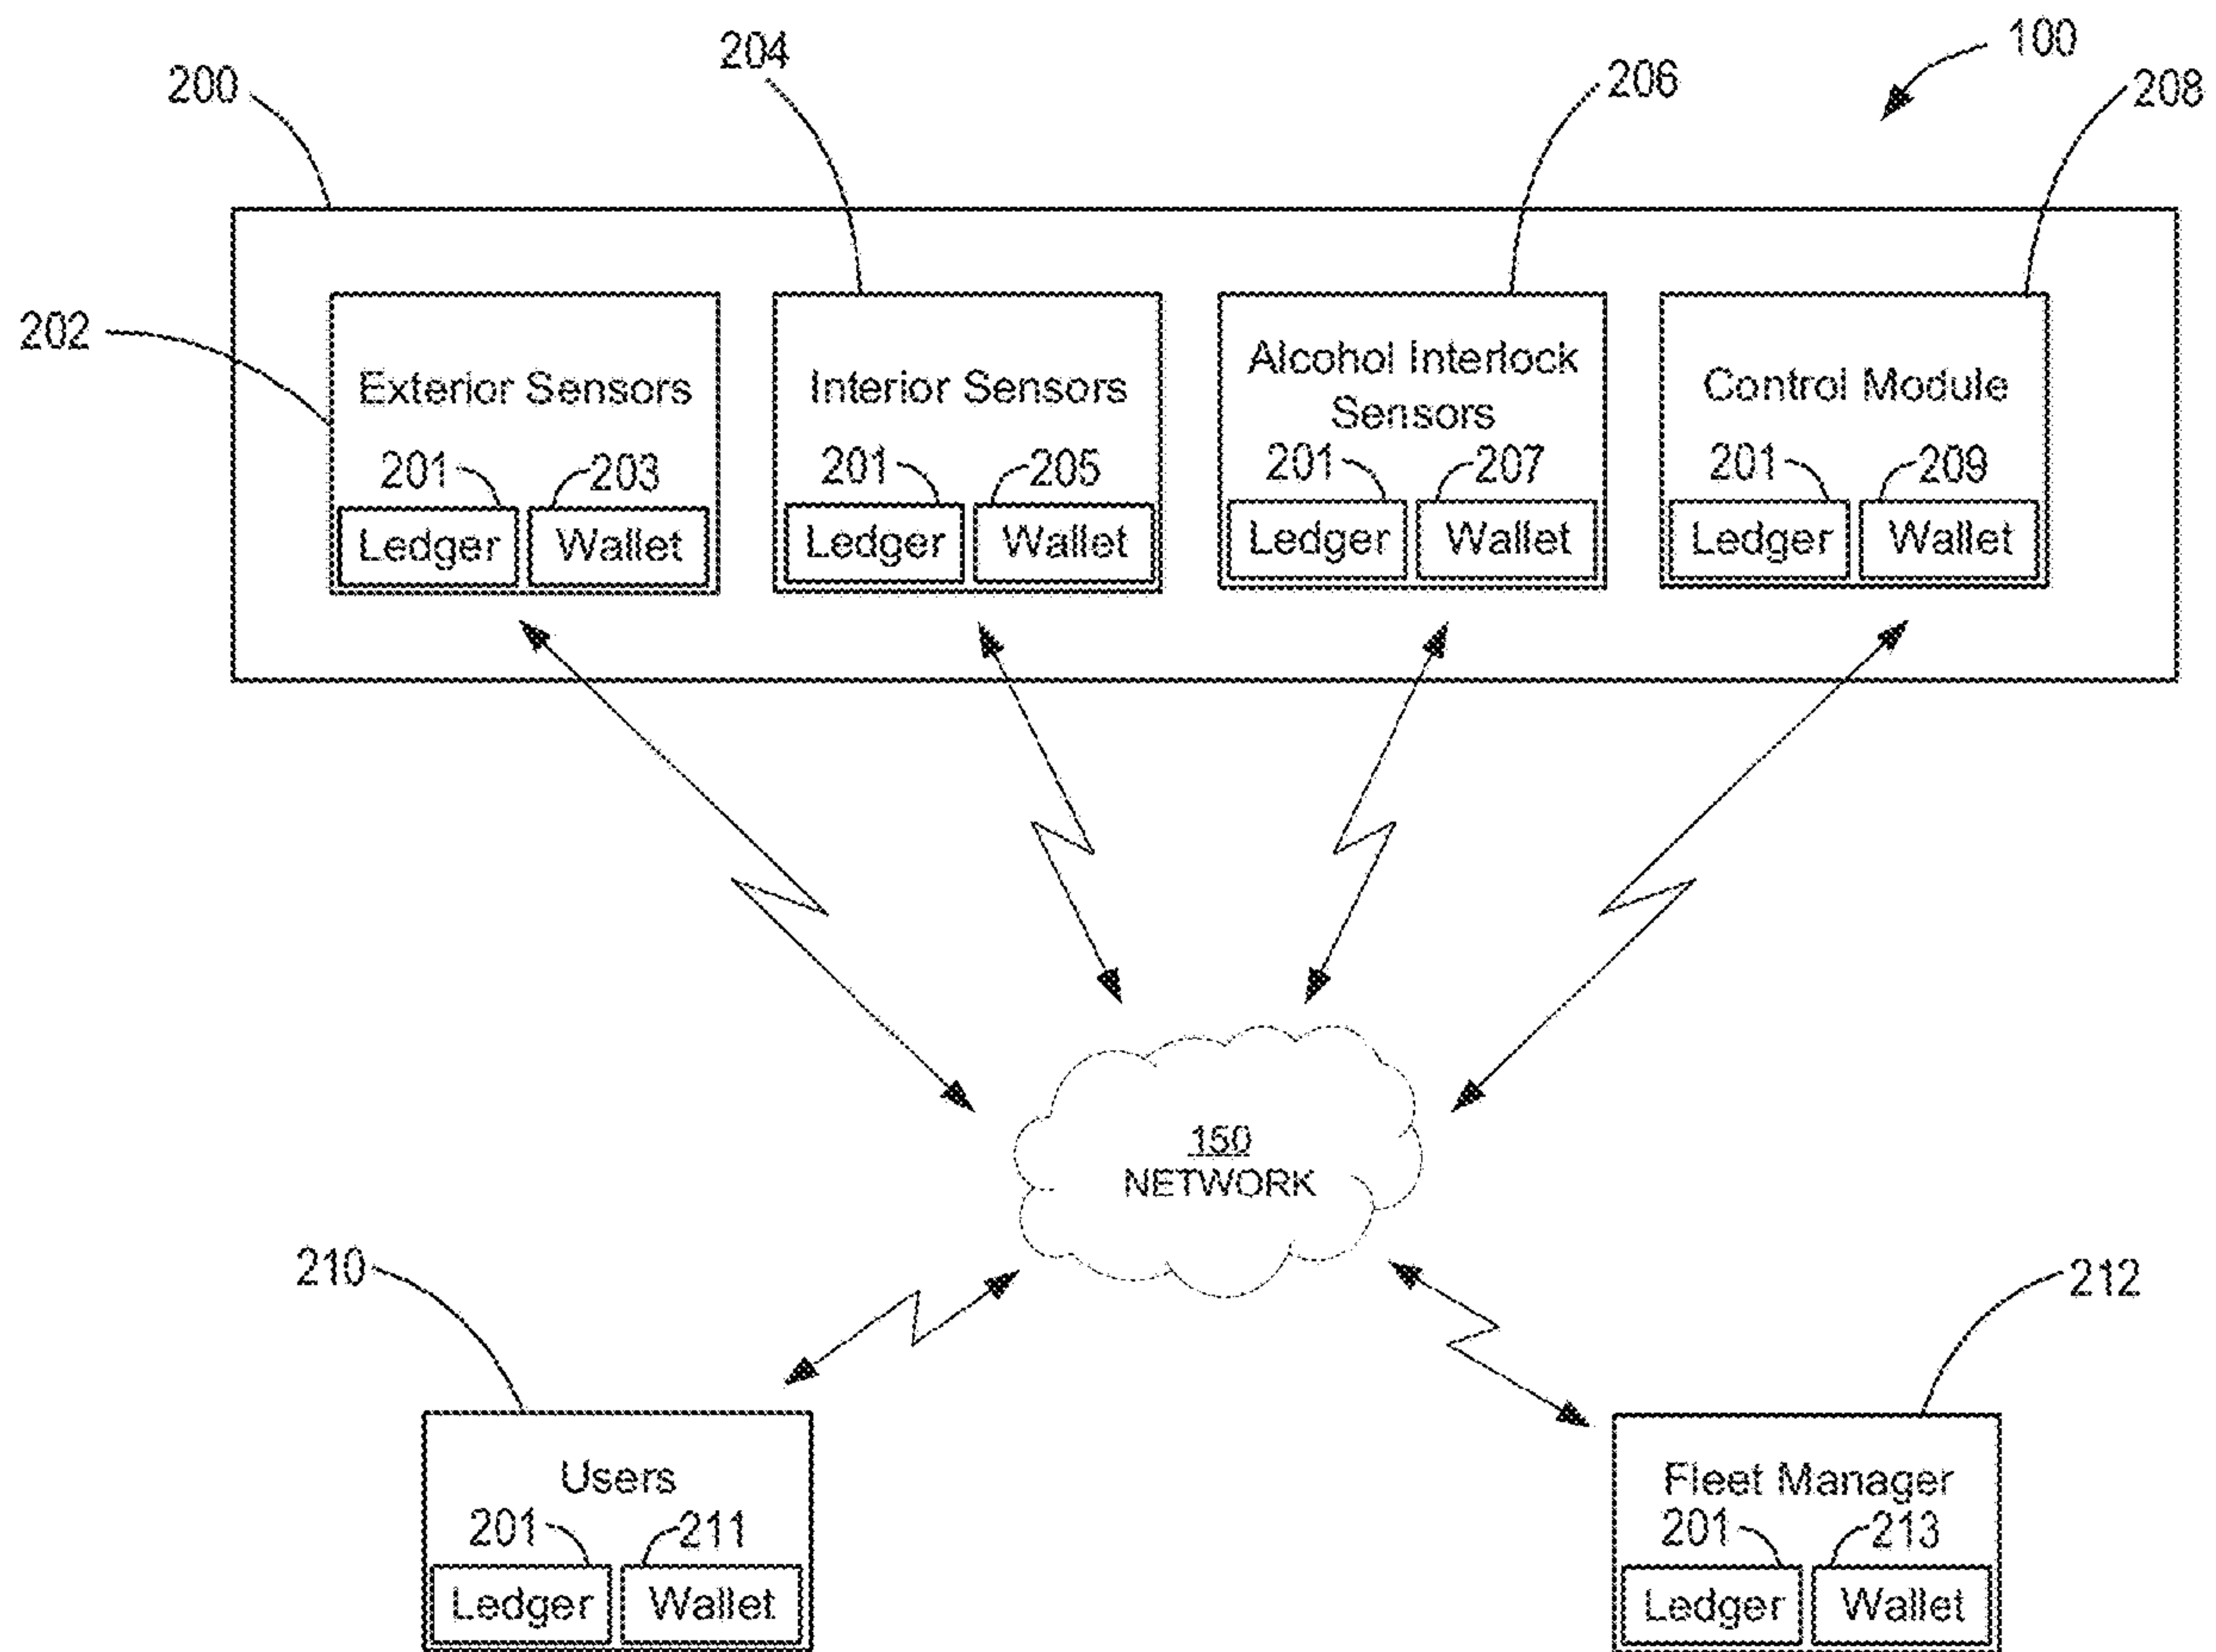 100
204
206
200
208
202
Exterior Sensors
201
203
Ledger
Wallet
Interior Sensors
201
205
Ledger
Wallet
Alcohol Interlock
Sensors
201
207
Ledger
Wallet
Control Module
201
209
Ledger
Wallet
150
NETWORK
210
212
Users
201
211
Ledger
Wallet
Fleet Manager
201
213
Ledger
Wallet